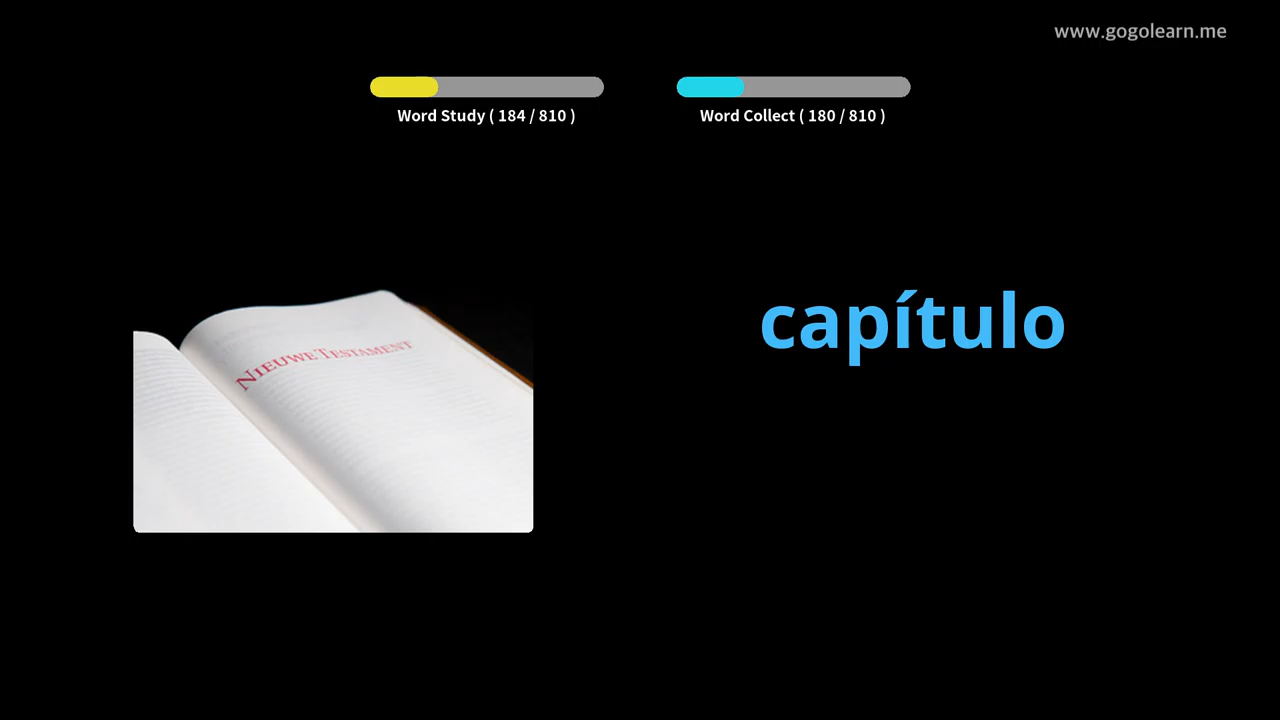 www.gogolearn.me
Word Study ( 184 / 810 )
Word Collect ( 180 / 810 )
capítulo
NIEUWE TESTAMENT